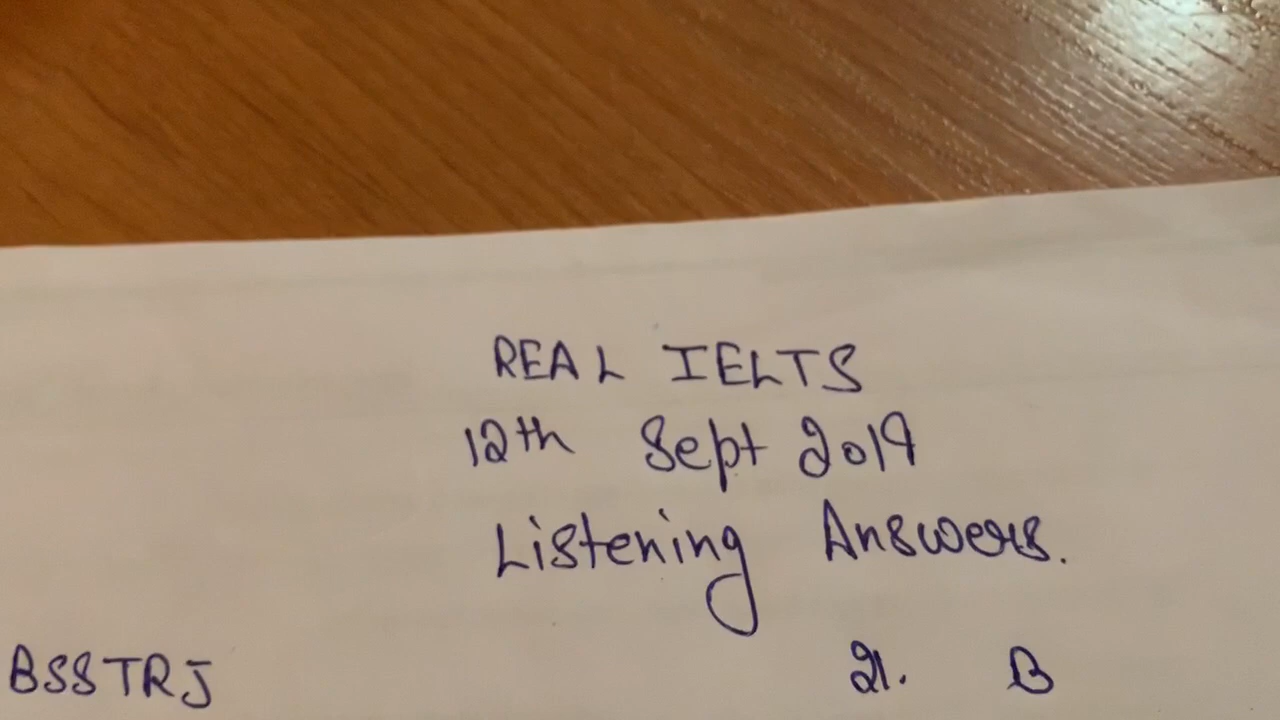 REAL IELTS
12th Sept 2019
Listening Answers.
BSSTRJ 21. B